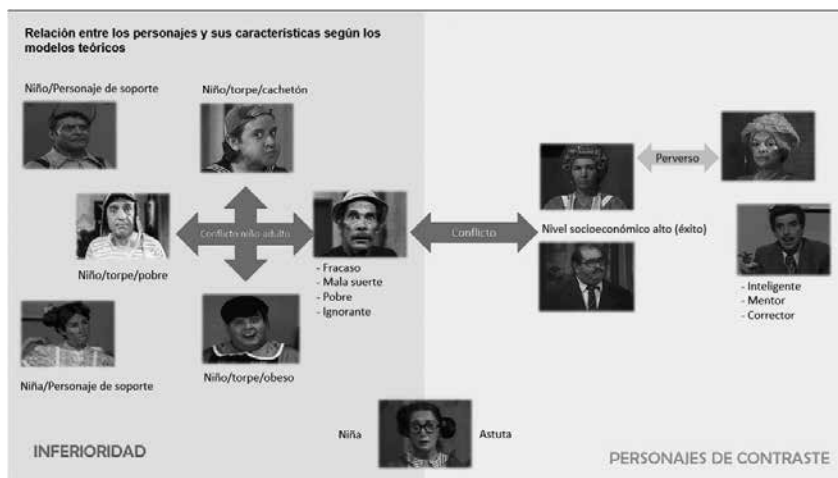 Relación entre los personajes y sus características según los
modelos teóricos
Niño/Personaje de soporte
Niño/torpe/cachetón
Perverso
Conflicto niño-adulto
Conflicto
Nivel socioeconómico alto (éxito)
Niño/torpe/pobre
- Fracaso
- Mala suerte
- Pobre
- Ignorante
- Inteligente
- Mentor
- Corrector
Niña/Personaje de soporte
Niño/torpe/obeso
Niña
Astuta
INFERIORIDAD
PERSONAJES DE CONTRASTE